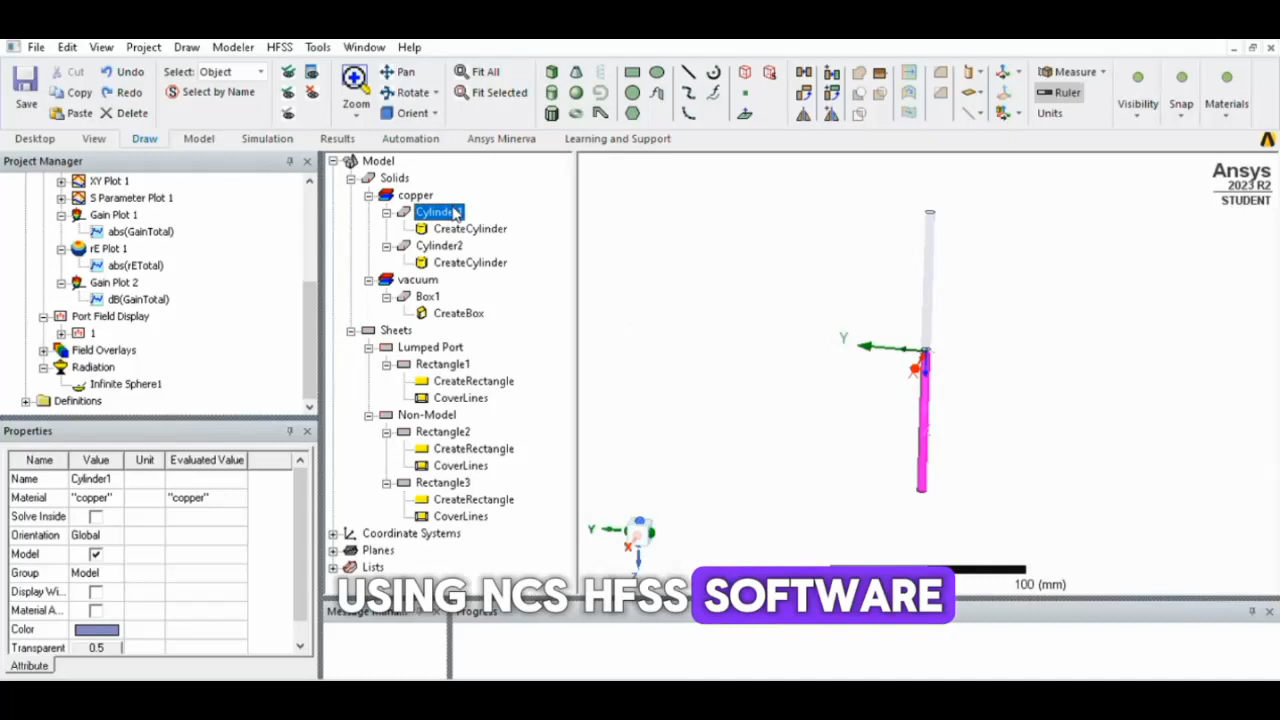 File Edit View Project Draw Modeler HFSS Tools Window Help
Save
Cut
Copy
Paste
Undo
Redo
Delete
Select: Object
Select by Name
Zoom
Pan
Rotate
Orient
Fit All
Fit Selected
Measure
Ruler
Units
Visibility
Snap
Materials
Desktop View Draw Model Simulation Results Automation Ansys Minerva Learning and Support
Project Manager
XY Plot 1
S Parameter Plot 1
Gain Plot 1
abs(GainTotal)
rE Plot 1
abs(rETotal)
Gain Plot 2
dB(GainTotal)
Port Field Display
1
Field Overlays
Radiation
Infinite Sphere1
Definitions
Properties
Name Value Unit Evaluated Value
Name Cylinder1
Material "copper" "copper"
Solve Inside
Orientation Global
Model
Group Model
Display Wi...
Material A...
Color
Transparent 0.5
Attribute
Model
Solids
copper
CreateCylinder
Cylinder2
CreateCylinder
vacuum
Box1
CreateBox
Sheets
Lumped Port
Rectangle1
CreateRectangle
CoverLines
Non-Model
Rectangle2
CreateRectangle
CoverLines
Rectangle3
CreateRectangle
CoverLines
Coordinate Systems
Planes
Lists
Ansys
2023 R2
STUDENT
Y
Y
X
Z
100 (mm)
USING NCS HFSS SOFTWARE